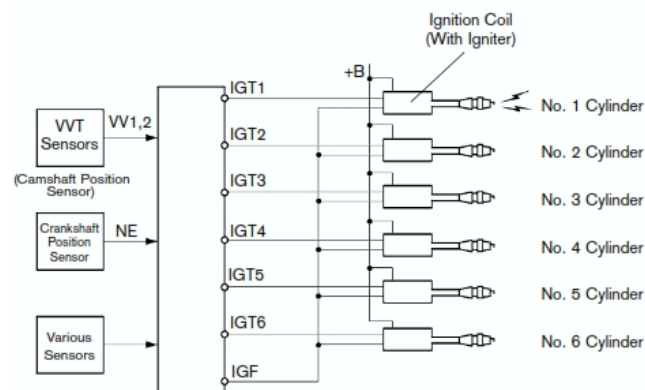 Ignition Coil
(With Igniter)
+B
IGT1
No. 1 Cylinder
VVT
Sensors
VV1,2
(Camshaft Position
Sensor)
IGT2
No. 2 Cylinder
IGT3
No. 3 Cylinder
Crankshaft
Position
Sensor
NE
IGT4
No. 4 Cylinder
IGT5
No. 5 Cylinder
Various
Sensors
IGT6
No. 6 Cylinder
IGF